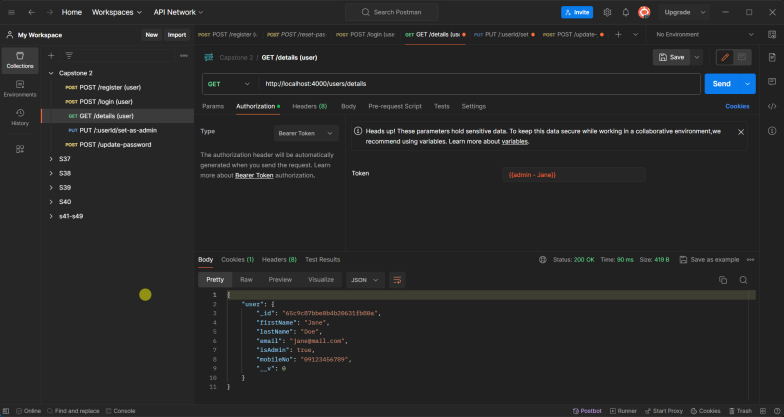 Home Workspaces API Network Search Postman Invite Upgrade
My Workspace New Import POST POST /register (u POST POST /reset-pas POST POST /login (use GET GET /details (use PUT PUT /:userId/set POST POST /update- No Environment
Collections
Environments
History
Capstone 2
POST POST /register (user)
POST POST /login (user)
GET GET /details (user)
PUT PUT /:userId/set-as-admin
POST POST /update-password
S37
S38
S39
S40
s41-s49
Capstone 2 / GET /details (user) Save
GET http://localhost:4000/users/details Send
Params Authorization Headers (8) Body Pre-request Script Tests Settings Cookies
Type Bearer Token
The authorization header will be automatically
generated when you send the request. Learn
more about Bearer Token authorization.
Heads up! These parameters hold sensitive data. To keep this data secure while working in a collaborative environment,we
recommend using variables. Learn more about variables.
Token {{admin - Jane}}
Body Cookies (1) Headers (8) Test Results Status: 200 OK Time: 90 ms Size: 419 B Save as example
Pretty Raw Preview Visualize JSON
1 {
2 "user": {
3 "_id": "65c9c87bbe0b4b20631fb80e",
4 "firstName": "Jane",
5 "lastName": "Doe",
6 "email": "jane@mail.com",
7 "isAdmin": true,
8 "mobileNo": "09123456789",
9 "__v": 0
10 }
11 }
Online Find and replace Console Postbot Runner Start Proxy Cookies Trash